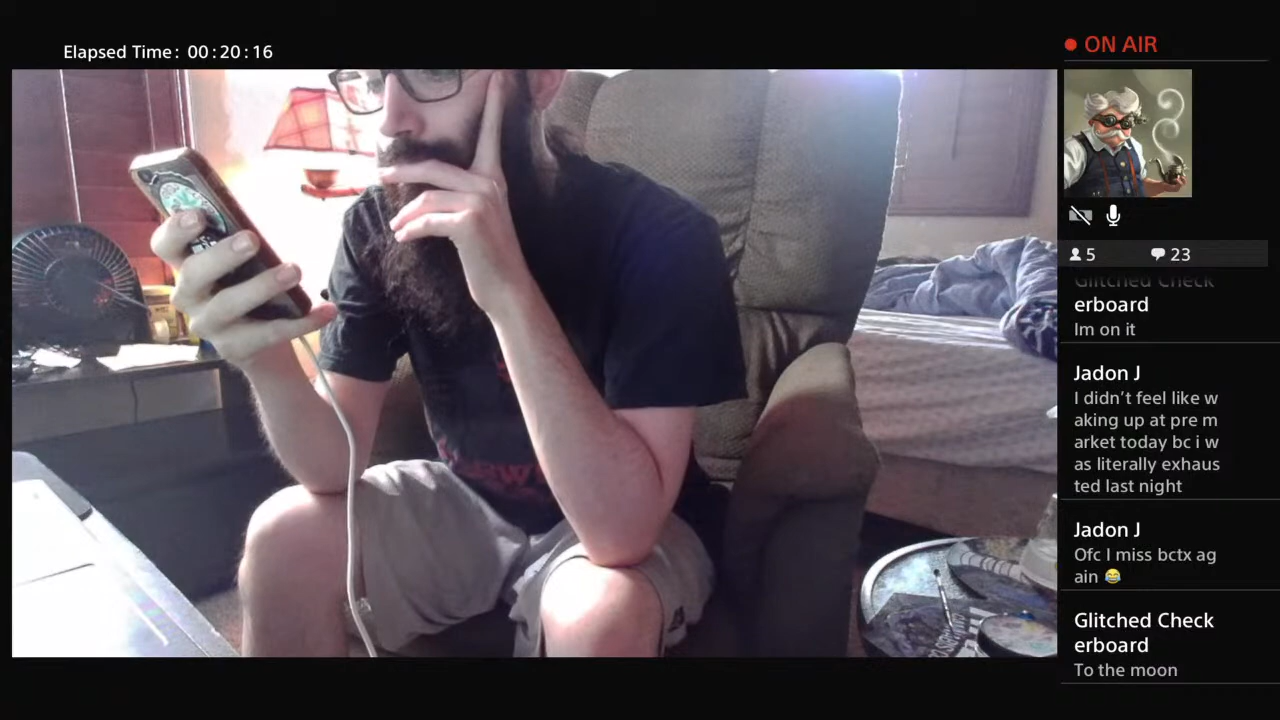 Elapsed Time: 00:20:16
ON AIR
5
23
Glitched Check
erboard
Im on it
Jadon J
I didn't feel like w
aking up at pre m
arket today bc i w
as literally exhaus
ted last night
Jadon J
Ofc I miss bctx ag
ain 😂
Glitched Check
erboard
To the moon